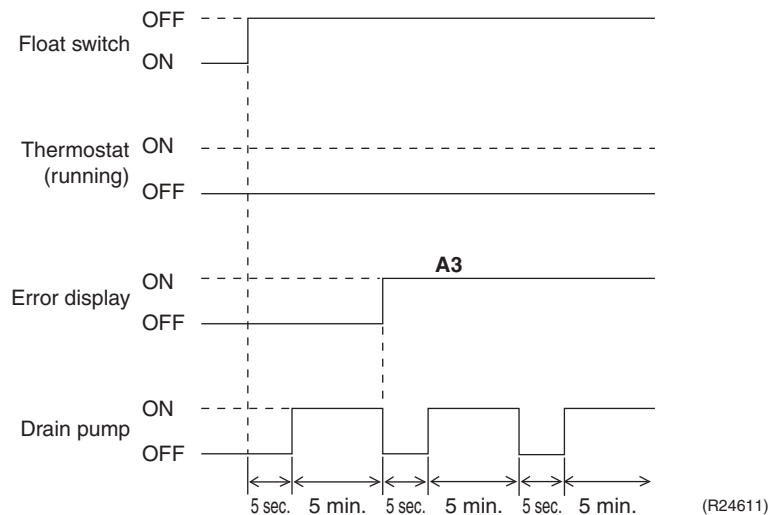 OFF
Float switch
ON
Thermostat ON
(running)
OFF
A3
ON
Error display
OFF
ON
Drain pump
OFF
5 sec. 5 min. 5 sec. 5 min. 5 sec. 5 min. (R24611)